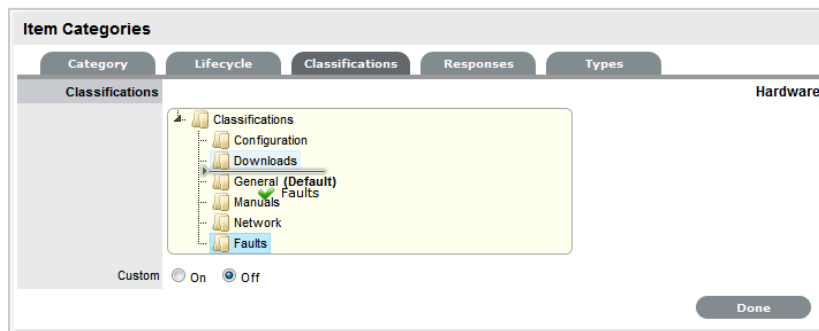 Item Categories
Category Lifecycle Classifications Responses Types
Classifications Hardware
Classifications
Configuration
Downloads
General (Default)
Faults
Manuals
Network
Faults
Custom On Off
Done